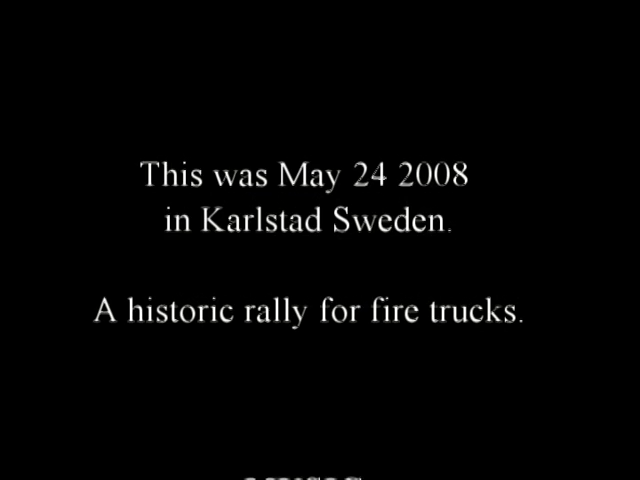 This was May 24 2008
in Karlstad Sweden.
A historic rally for fire trucks.